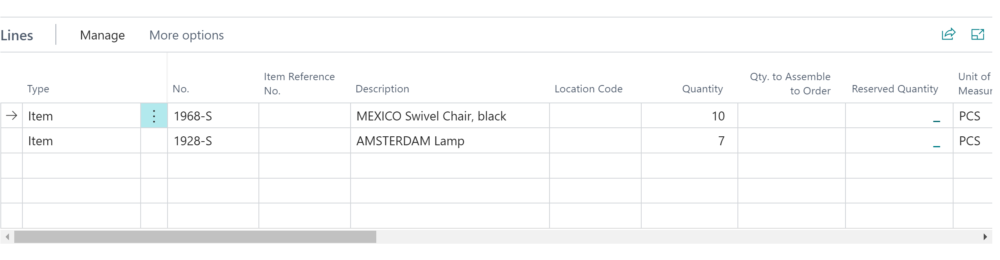 Lines Manage More options
Type No. Item Reference No. Description Location Code Quantity Qty. to Assemble to Order Reserved Quantity Unit of Measur
Item 1968-S MEXICO Swivel Chair, black 10 _ PCS
Item 1928-S AMSTERDAM Lamp 7 _ PCS